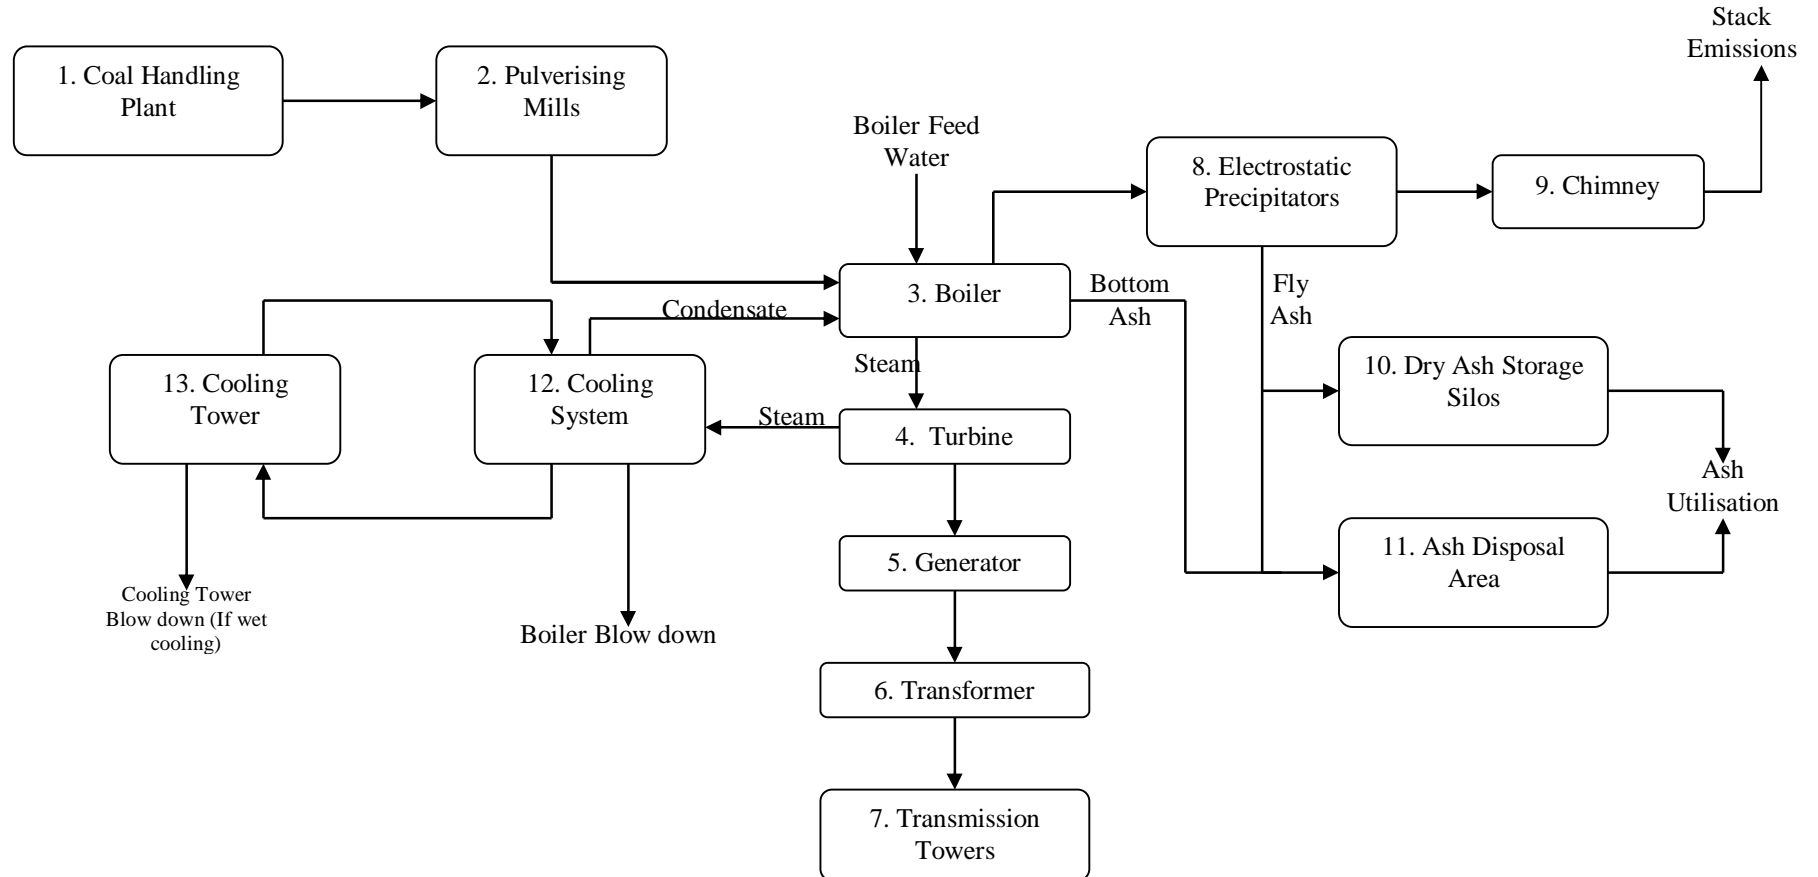 Stack
Emissions
1. Coal Handling
Plant
2. Pulverising
Mills
Boiler Feed
Water
8. Electrostatic
Precipitators
9. Chimney
3. Boiler
Bottom
Ash
Fly
Ash
Condensate
Steam
13. Cooling
Tower
12. Cooling
System
Steam
4. Turbine
10. Dry Ash Storage
Silos
Ash
Utilisation
5. Generator
11. Ash Disposal
Area
Cooling Tower
Blow down (If wet
cooling)
Boiler Blow down
6. Transformer
7. Transmission
Towers